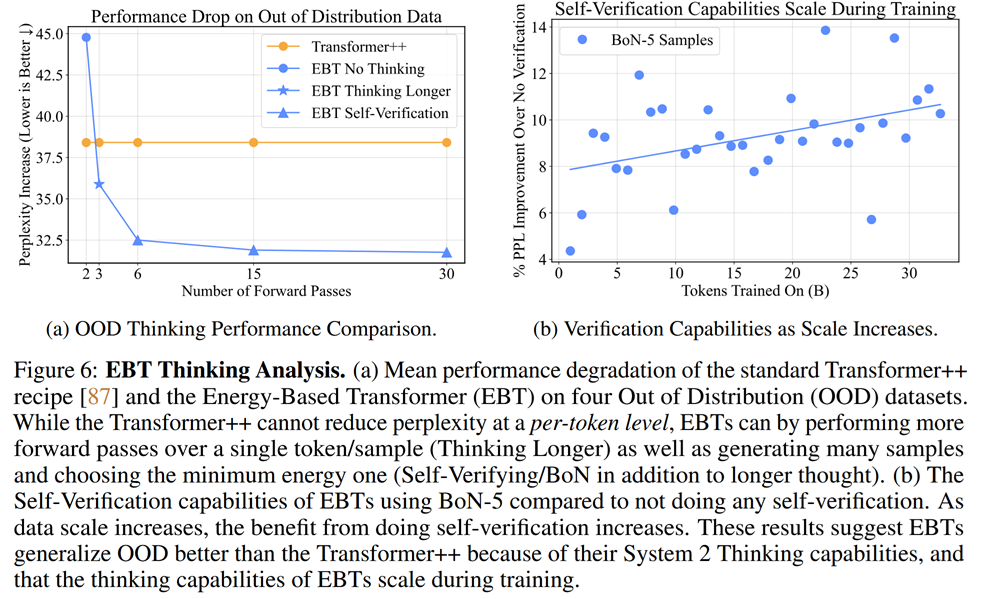 Performance Drop on Out of Distribution Data
Perplexity Increase (Lower is Better ↓)
45.0
42.5
40.0
37.5
35.0
32.5
Transformer++
EBT No Thinking
EBT Thinking Longer
EBT Self-Verification
2 3 6 15 30
Number of Forward Passes
(a) OOD Thinking Performance Comparison.
Self-Verification Capabilities Scale During Training
% PPL Improvement Over No Verification
14
12
10
8
6
4
BoN-5 Samples
0 5 10 15 20 25 30
Tokens Trained On (B)
(b) Verification Capabilities as Scale Increases.
Figure 6: EBT Thinking Analysis. (a) Mean performance degradation of the standard Transformer++
recipe [87] and the Energy-Based Transformer (EBT) on four Out of Distribution (OOD) datasets.
While the Transformer++ cannot reduce perplexity at a per-token level, EBTs can by performing more
forward passes over a single token/sample (Thinking Longer) as well as generating many samples
and choosing the minimum energy one (Self-Verifying/BoN in addition to longer thought). (b) The
Self-Verification capabilities of EBTs using BoN-5 compared to not doing any self-verification. As
data scale increases, the benefit from doing self-verification increases. These results suggest EBTs
generalize OOD better than the Transformer++ because of their System 2 Thinking capabilities, and
that the thinking capabilities of EBTs scale during training.